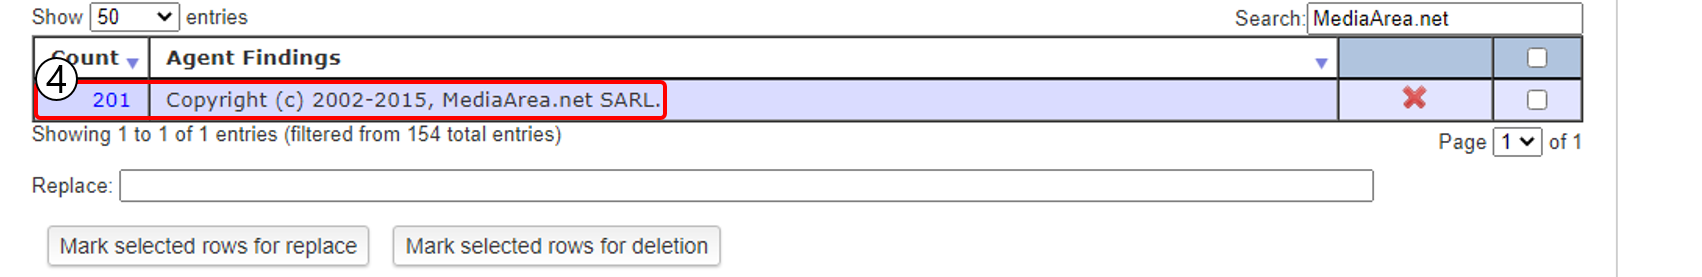 Show 50 entries Search: MediaArea.net
Count Agent Findings
4
201 Copyright (c) 2002-2015, MediaArea.net SARL.
Showing 1 to 1 of 1 entries (filtered from 154 total entries)
Page 1 of 1
Replace:
Mark selected rows for replace Mark selected rows for deletion